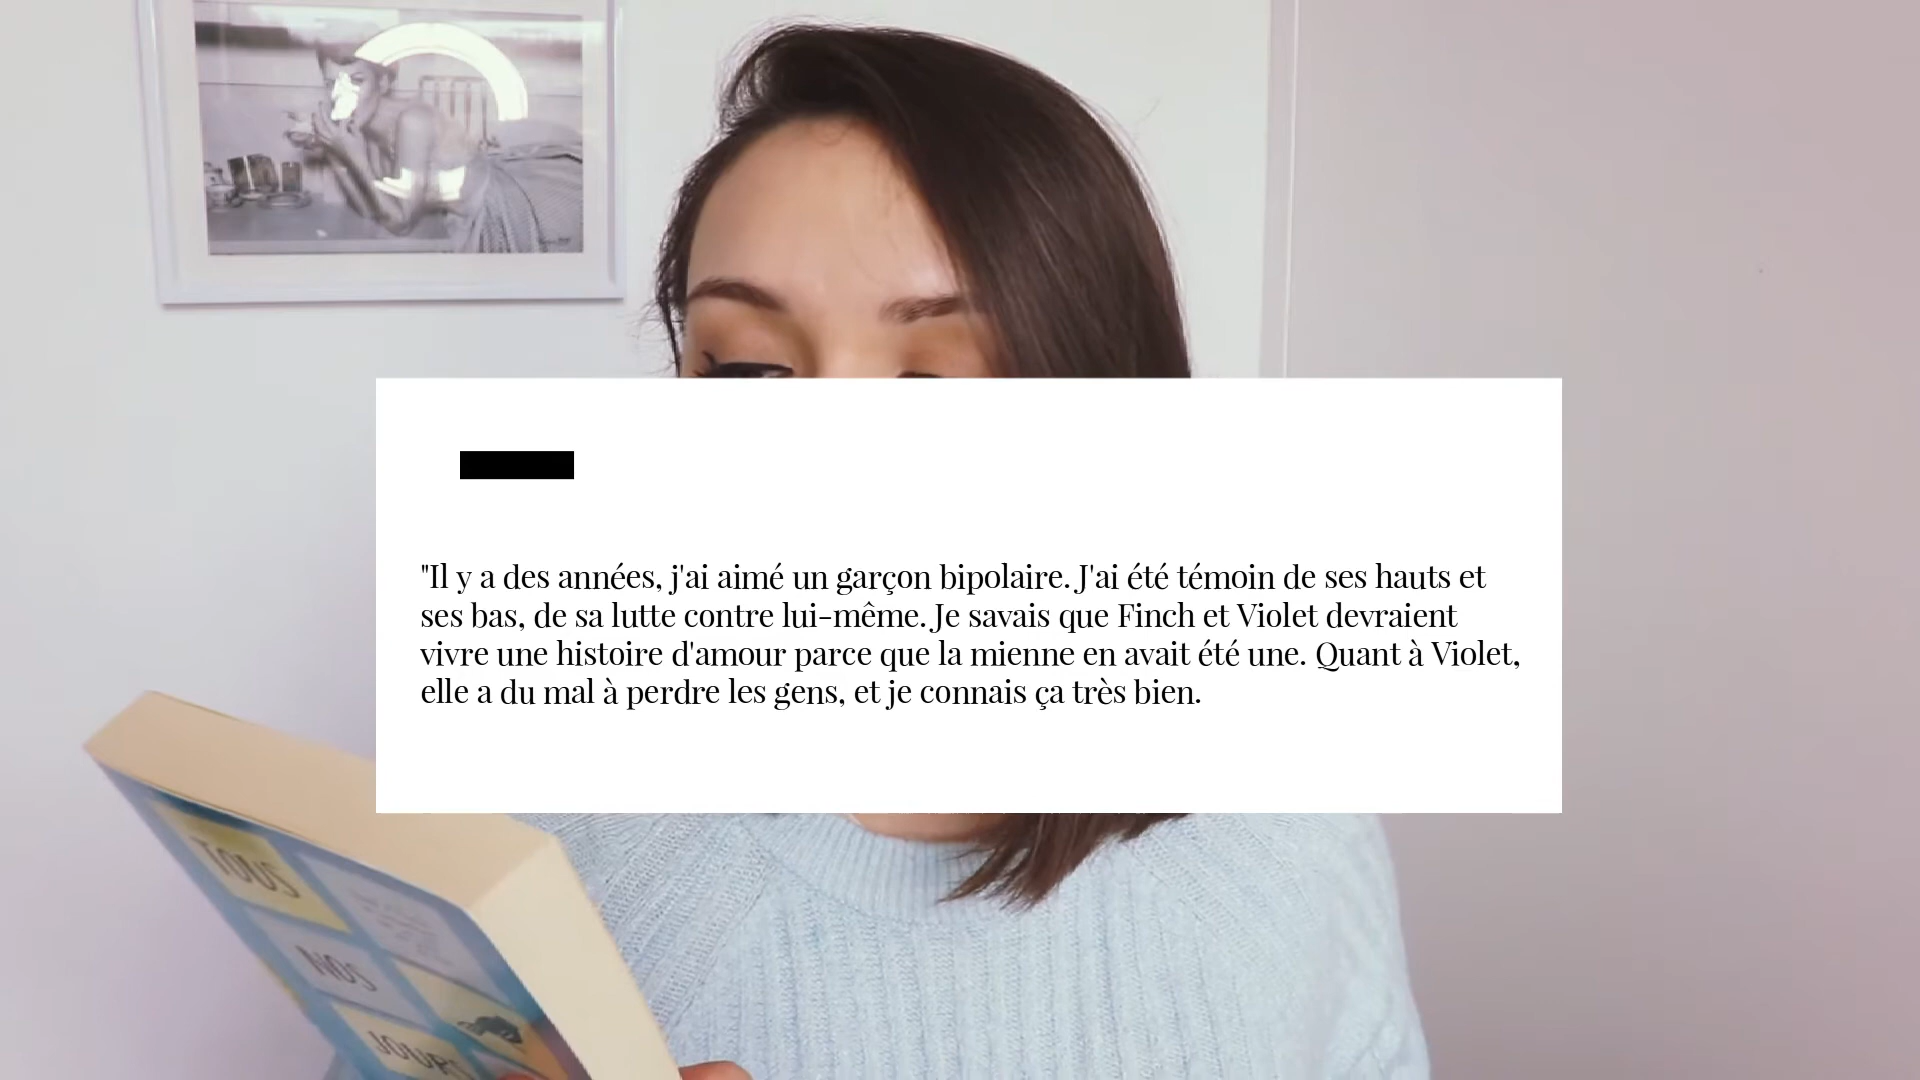 "Il y a des années, j'ai aimé un garçon bipolaire. J'ai été témoin de ses hauts et
ses bas, de sa lutte contre lui-même. Je savais que Finch et Violet devraient
vivre une histoire d'amour parce que la mienne en avait été une. Quant à Violet,
elle a du mal à perdre les gens, et je connais ça très bien.
TOUS
NOS
JOURS